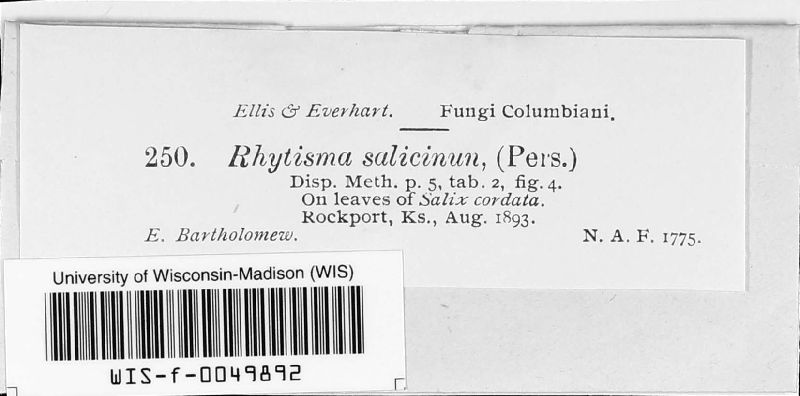 Ellis & Everhart. Fungi Columbiani.
250. Rhytisma salicinun, (Pers.)
Disp. Meth. p. 5, tab. 2, fig. 4.
On leaves of Salix cordata.
Rockport, Ks., Aug. 1893.
E. Bartholomew. N. A. F. 1775.
University of Wisconsin-Madison (WIS)
WIS-f-0049892